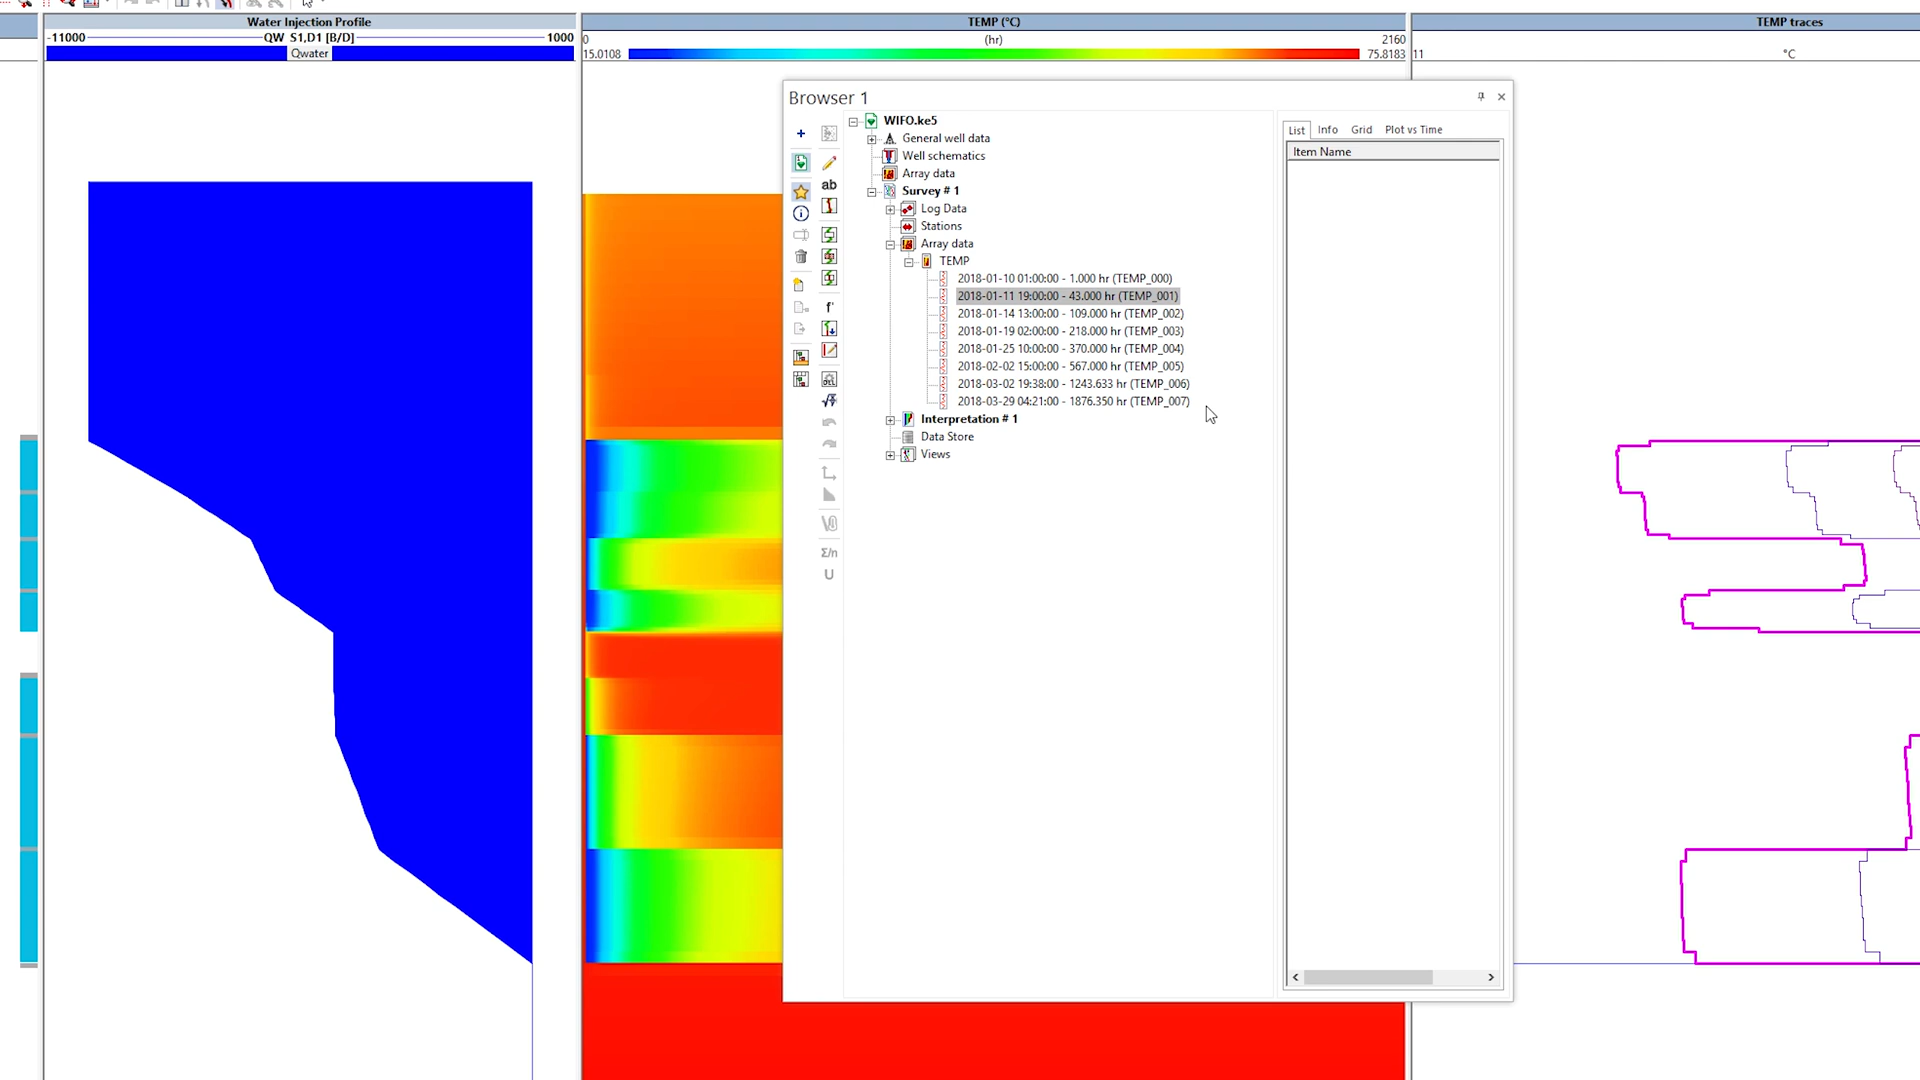 Water Injection Profile
TEMP (°C)
TEMP traces
-11000 QW S1,D1 [B/D] 1000
0 (hr) 2160
Qwater
15.0108 75.8183
11 °C
Browser 1
WIFO.ke5
General well data
Well schematics
Array data
Survey # 1
Log Data
Stations
Array data
TEMP
2018-01-10 01:00:00 - 1.000 hr (TEMP_000)
2018-01-11 19:00:00 - 43.000 hr (TEMP_001)
2018-01-14 13:00:00 - 109.000 hr (TEMP_002)
2018-01-19 02:00:00 - 218.000 hr (TEMP_003)
2018-01-25 10:00:00 - 370.000 hr (TEMP_004)
2018-02-02 15:00:00 - 567.000 hr (TEMP_005)
2018-03-02 19:38:00 - 1243.633 hr (TEMP_006)
2018-03-29 04:21:00 - 1876.350 hr (TEMP_007)
Interpretation # 1
Data Store
Views
ab
f'
Σ/n
U
List Info Grid Plot vs Time
Item Name